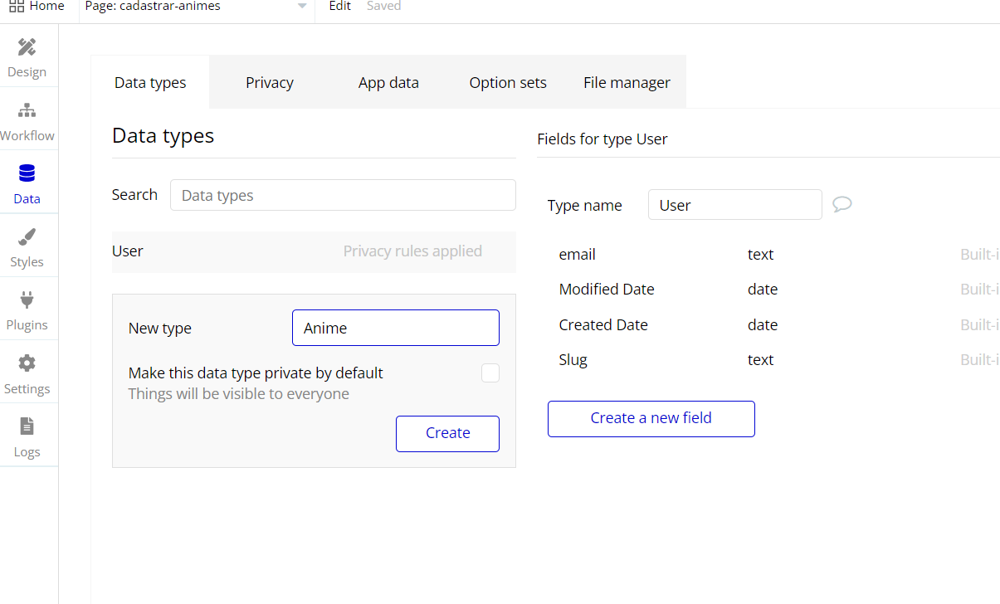 Home
Page: cadastrar-animes
Edit
Saved
Design
Workflow
Data
Styles
Plugins
Settings
Logs
Data types
Privacy
App data
Option sets
File manager
Data types
Search
Data types
User
Privacy rules applied
New type
Anime
Make this data type private by default
Things will be visible to everyone
Create
Fields for type User
Type name
User
email
text
Built-i
Modified Date
date
Built-i
Created Date
date
Built-i
Slug
text
Built-i
Create a new field